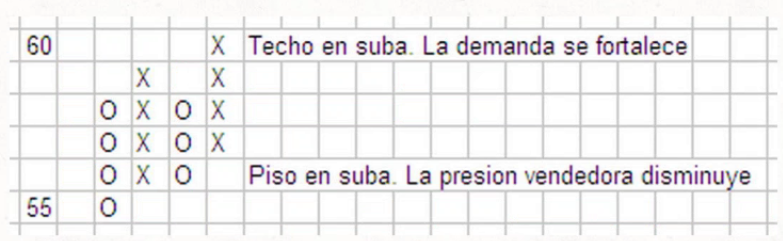 60 X Techo en suba. La demanda se fortalece
X X
O X O X
O X O X
O X O Piso en suba. La presion vendedora disminuye
55 O